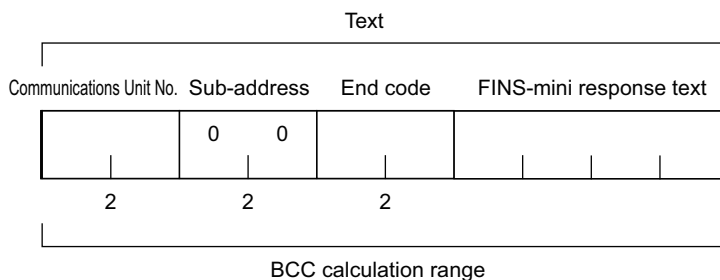 Text
Communications Unit No. Sub-address End code FINS-mini response text
0 0
2 2 2
BCC calculation range